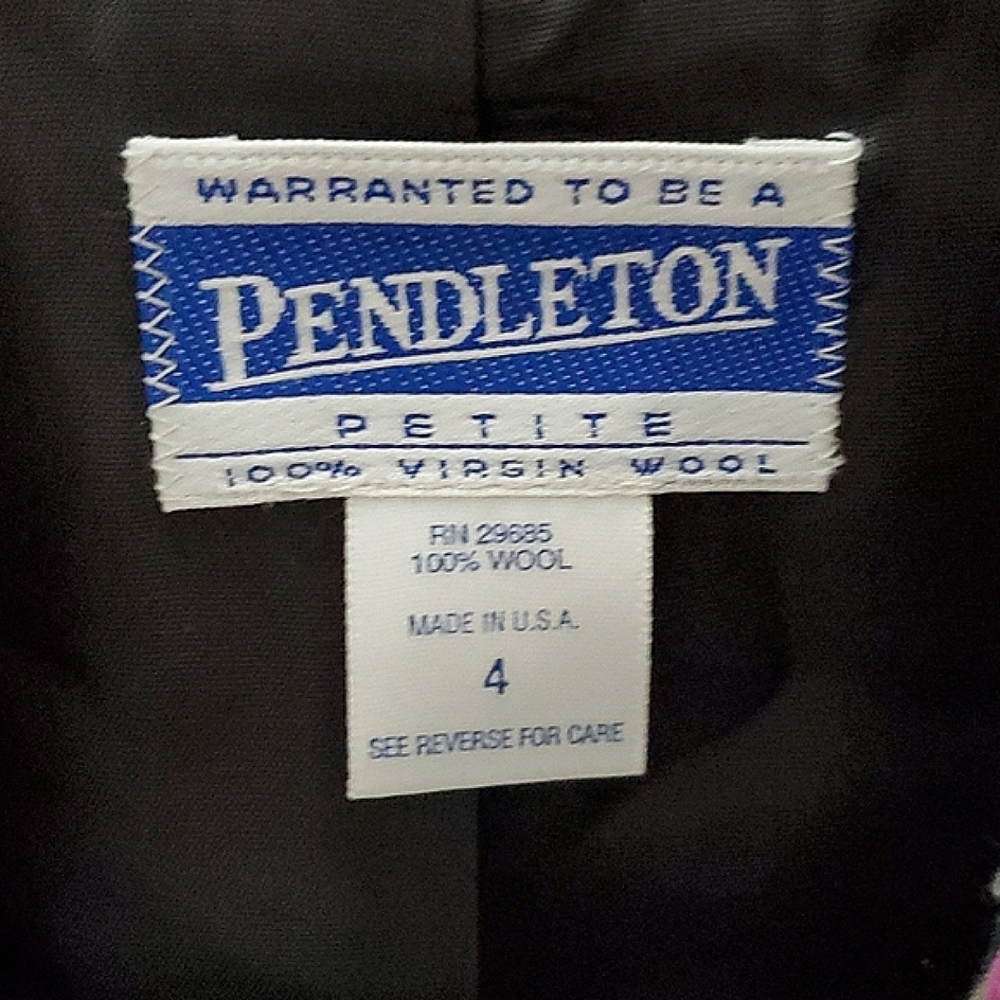 WARRANTED TO BE A
PENDLETON
PETITE
100% VIRGIN WOOL
RN 29685
100% WOOL
MADE IN U.S.A.
4
SEE REVERSE FOR CARE